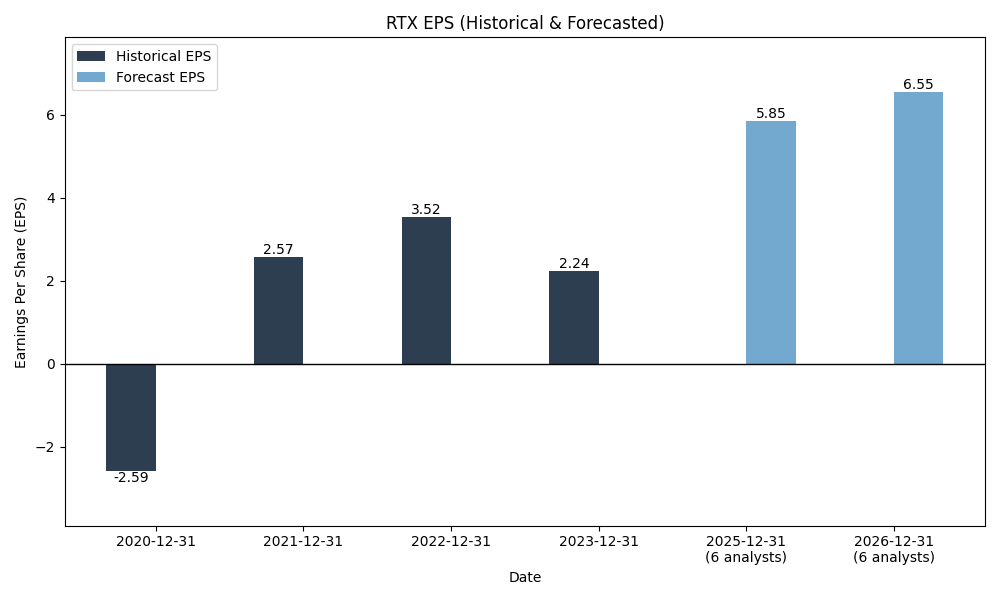 RTX EPS (Historical & Forecasted)
Historical EPS
Forecast EPS
Earnings Per Share (EPS)
6
4
2
0
−2
-2.59
2.57
3.52
2.24
5.85
6.55
2020-12-31
2021-12-31
2022-12-31
2023-12-31
2025-12-31
(6 analysts)
2026-12-31
(6 analysts)
Date